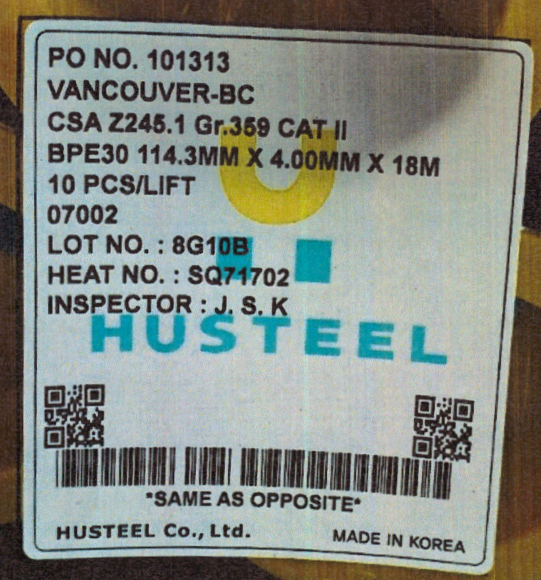 PO NO. 101313
VANCOUVER-BC
CSA Z245.1 Gr.359 CAT II
BPE30 114.3MM X 4.00MM X 18M
10 PCS/LIFT
07002
LOT NO. : 8G10B
HEAT NO. : SQ71702
INSPECTOR : J. S. K
HUSTEEL
*SAME AS OPPOSITE*
HUSTEEL Co., Ltd.
MADE IN KOREA